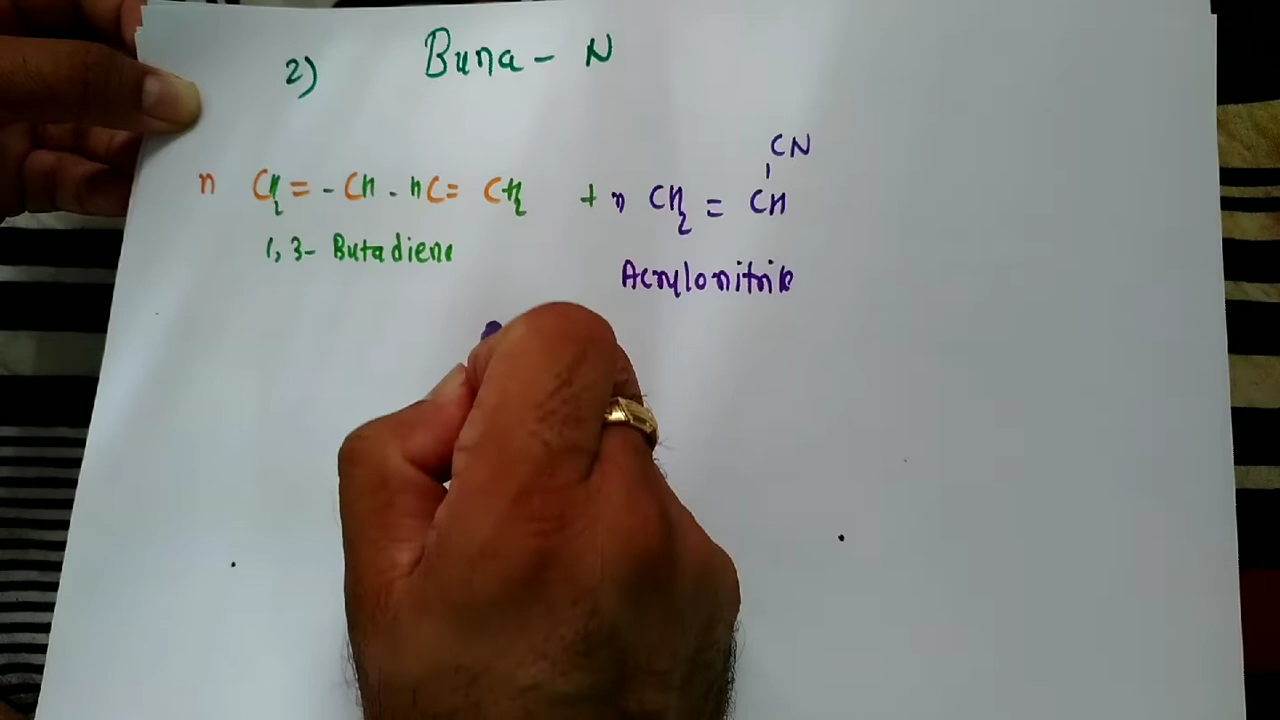 2) Buna - N
CN
n CH2 = - CH - HC = CH2 + n CH2 = CH
1, 3 - Butadiene
Acrylonitrile